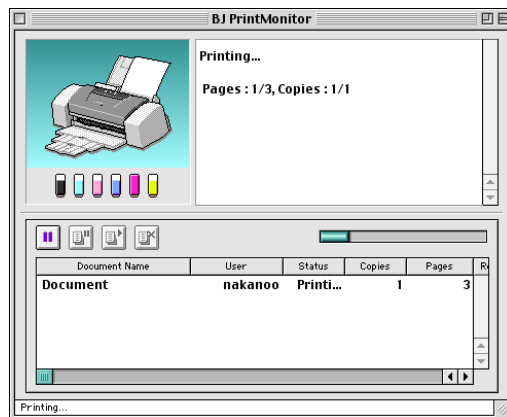 BJ PrintMonitor
Printing...
Pages : 1/3, Copies : 1/1
Document Name User Status Copies Pages Re
Document nakanoo Printi... 1 3
Printing...